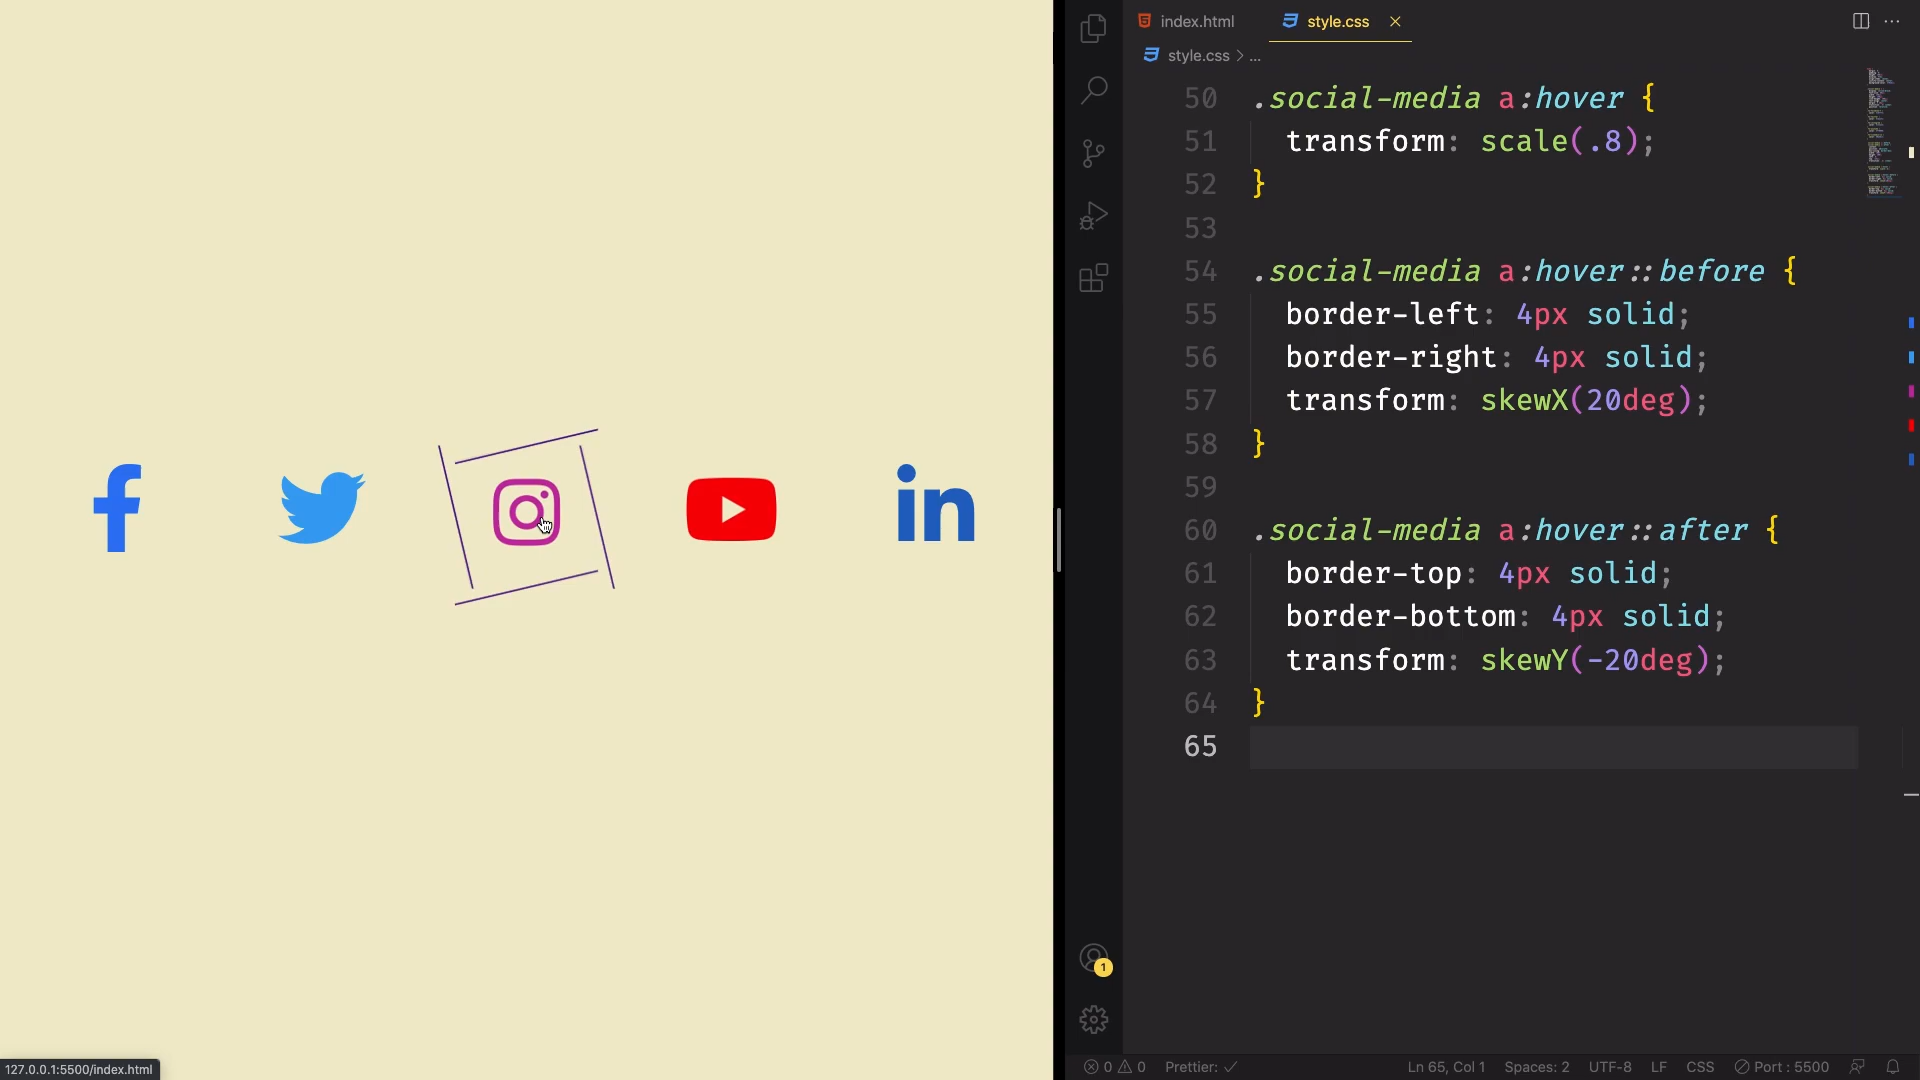 in
127.0.0.1:5500/index.html
index.html
style.css
style.css > ...
50 .social-media a:hover {
51 transform: scale(.8);
52 }
53
54 .social-media a:hover::before {
55 border-left: 4px solid;
56 border-right: 4px solid;
57 transform: skewX(20deg);
58 }
59
60 .social-media a:hover::after {
61 border-top: 4px solid;
62 border-bottom: 4px solid;
63 transform: skewY(-20deg);
64 }
65
1
0 0 Prettier: ✓ Ln 65, Col 1 Spaces: 2 UTF-8 LF CSS Port : 5500